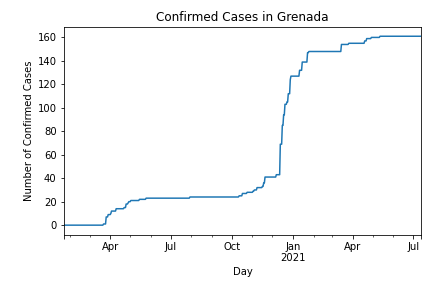 Confirmed Cases in Grenada
160
140
120
100
80
60
40
20
0
Number of Confirmed Cases
Apr Jul Oct Jan Apr Jul
2021
Day